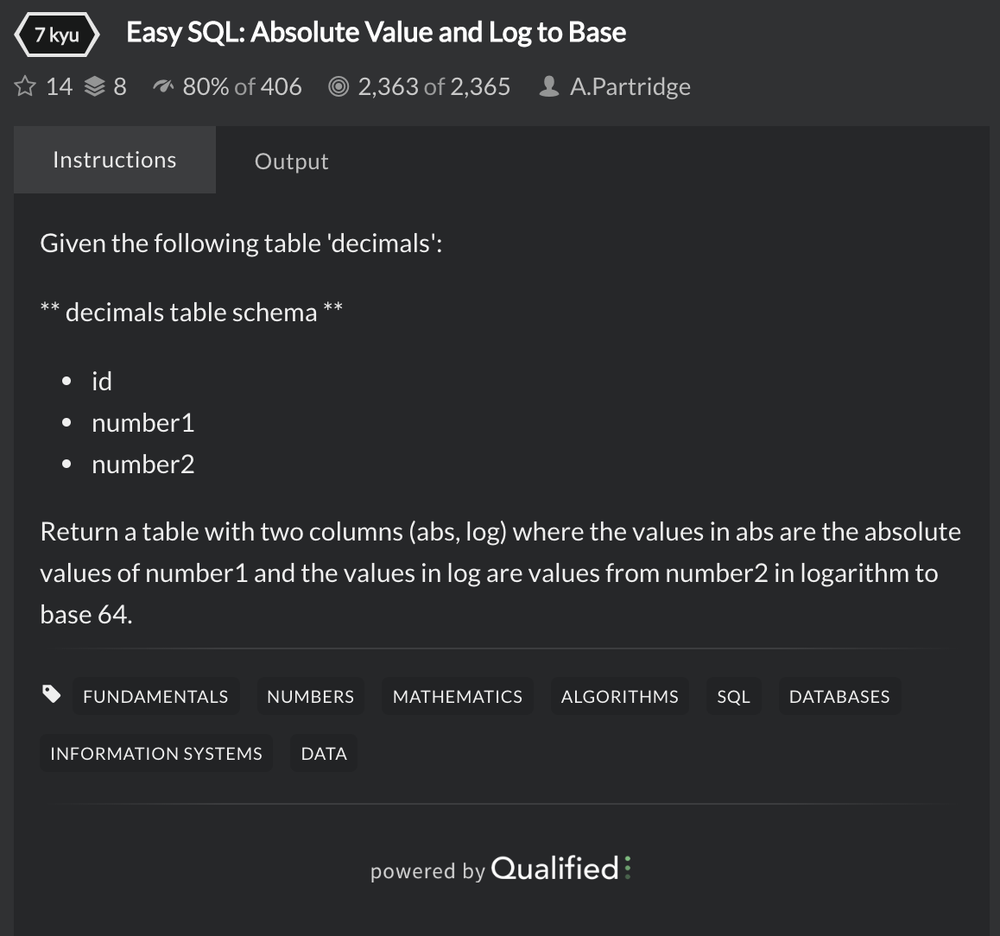 7 kyu Easy SQL: Absolute Value and Log to Base
14 8 80% of 406 2,363 of 2,365 A.Partridge
Instructions Output
Given the following table 'decimals':
** decimals table schema **
• id
• number1
• number2
Return a table with two columns (abs, log) where the values in abs are the absolute
values of number1 and the values in log are values from number2 in logarithm to
base 64.
FUNDAMENTALS NUMBERS MATHEMATICS ALGORITHMS SQL DATABASES
INFORMATION SYSTEMS DATA
powered by Qualified